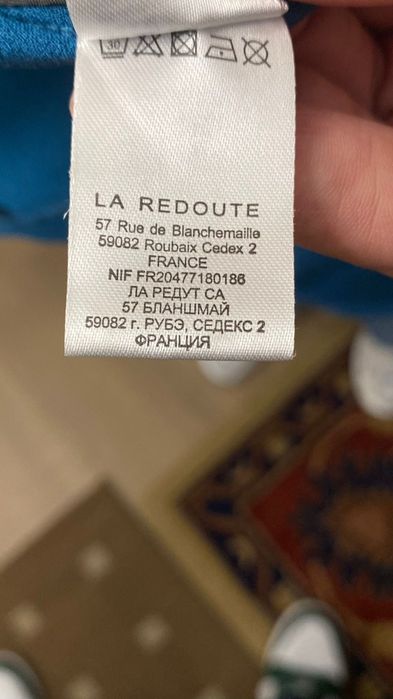 30
LA REDOUTE
57 Rue de Blanchemaille
59082 Roubaix Cedex 2
FRANCE
NIF FR20477180186
ЛА РЕДУТ СА
57 БЛАНШМАЙ
59082 г. РУБЭ, СЕДЕКС 2
ФРАНЦИЯ